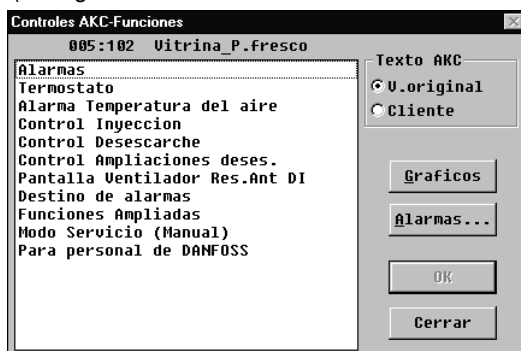 Controles AKC-Funciones
005:102 Vitrina_P.fresco
Alarmas
Termostato
Alarma Temperatura del aire
Control Inyeccion
Control Desescarche
Control Ampliaciones deses.
Pantalla Ventilador Res.Ant DI
Destino de alarmas
Funciones Ampliadas
Modo Servicio (Manual)
Para personal de DANFOSS
Texto AKC
V.original
Cliente
Graficos
Alarmas...
OK
Cerrar